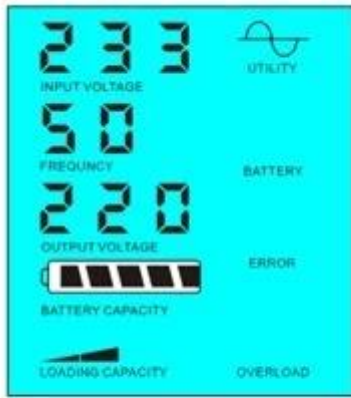 233
UTILITY
INPUT VOLTAGE
50
FREQUNCY
BATTERY
220
OUTPUT VOLTAGE
ERROR
BATTERY CAPACITY
LOADING CAPACITY
OVERLOAD